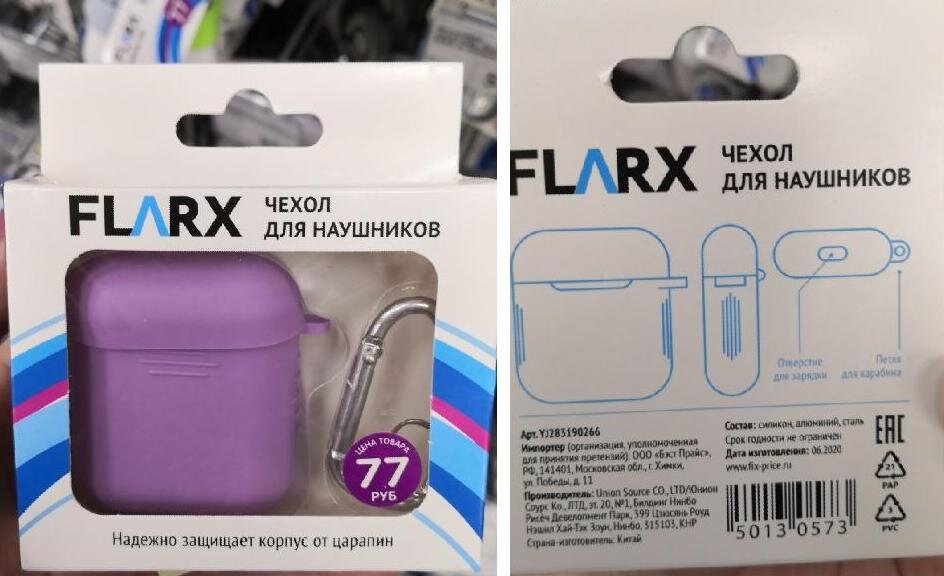 77
FLARX
ЧЕХОЛ
ДЛЯ НАУШНИКОВ
ЦЕНА ТОВАРА
77
РУБ
Надежно защищает корпус от царапин
FLARX
ЧЕХОЛ
ДЛЯ НАУШНИКОВ
Отверстие
для зарядки
Петля
для карабина
Арт. YJ283190266
Импортер (организация, уполномоченная
для принятия претензий): ООО «Бэст Прайс»,
РФ, 141401, Московская обл., г. Химки,
ул. Победы, д. 11
Производитель: Union Source CO., LTD/Юнион
Соурс Ко., ЛТД, эт. 20, №1, Билдинг Нинбо
Рисёч Девелопмент Парк, 399 Цзюсянь Роуд
Нэшнл Хай-Тэк Зоун, Нинбо, 315103, КНР
Страна-изготовитель: Китай
Состав: силикон, алюминий, сталь
Срок годности не ограничен
Дата изготовления: 06.2020
www.fix-price.ru
5013 0573
EAC
21
PAP
3
PVC